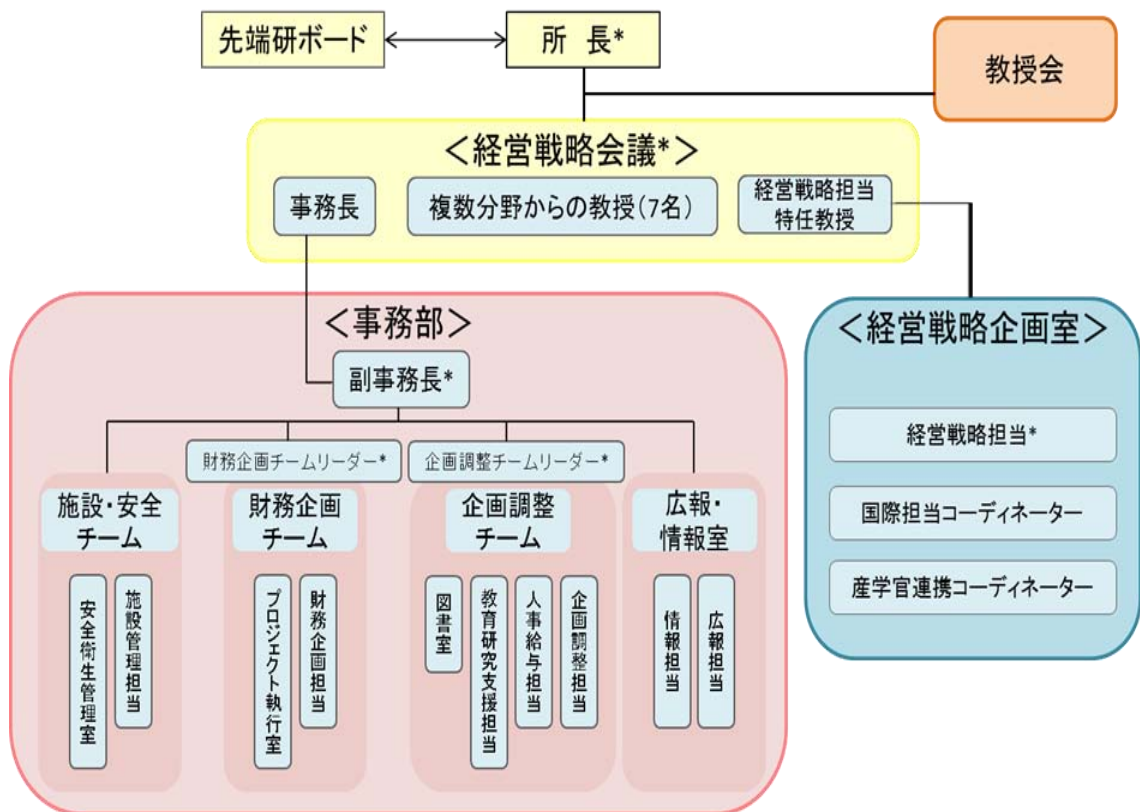 先端研ボード
所 長*
教授会
＜経営戦略会議*＞
事務長
複数分野からの教授（7名）
経営戦略担当
特任教授
＜事務部＞
副事務長*
財務企画チームリーダー*
企画調整チームリーダー*
施設・安全
チーム
安全衛生管理室
施設管理担当
財務企画
チーム
プロジェクト執行室
財務企画担当
企画調整
チーム
図書室
教育研究支援担当
人事給与担当
企画調整担当
広報・
情報室
情報担当
広報担当
＜経営戦略企画室＞
経営戦略担当*
国際担当コーディネーター
産学官連携コーディネーター